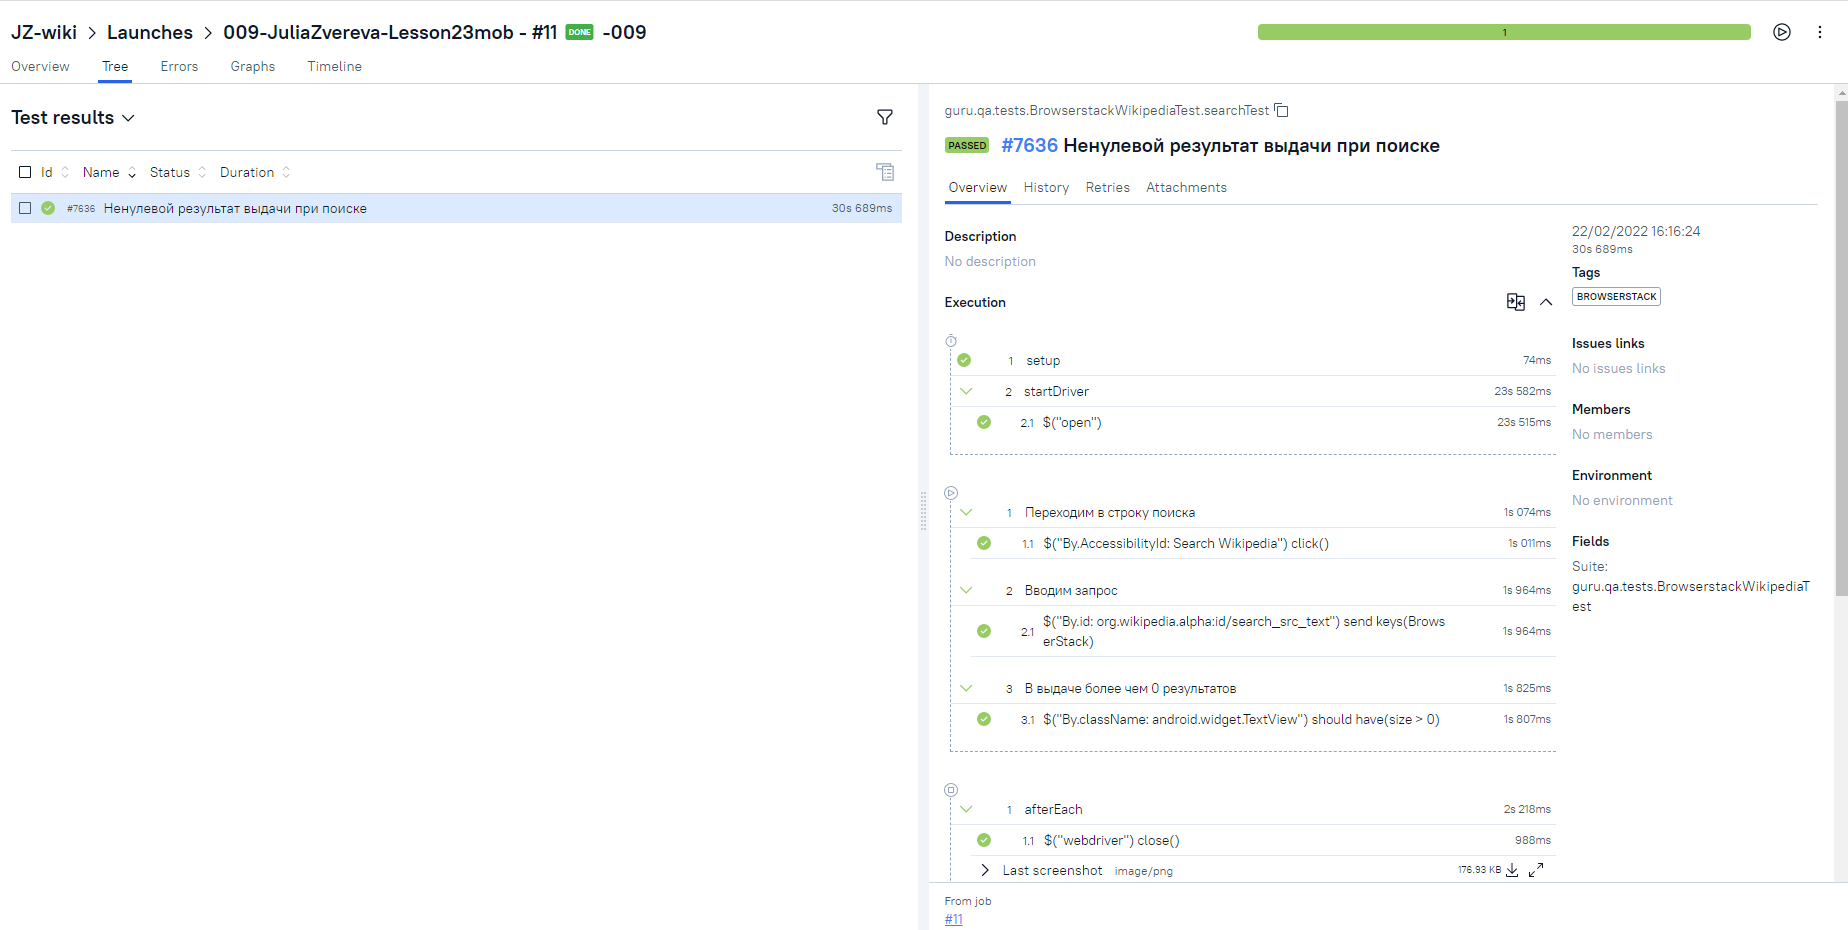 JZ-wiki > Launches > 009-JuliaZvereva-Lesson23mob - #11 DONE -009
1
Overview Tree Errors Graphs Timeline
Test results
Id Name Status Duration
#7636 Ненулевой результат выдачи при поиске 30s 689ms
guru.qa.tests.BrowserstackWikipediaTest.searchTest
PASSED #7636 Ненулевой результат выдачи при поиске
Overview History Retries Attachments
Description
No description
Execution
1 setup 74ms
2 startDriver 23s 582ms
2.1 $("open") 23s 515ms
1 Переходим в строку поиска 1s 074ms
1.1 $("By.AccessibilityId: Search Wikipedia") click() 1s 011ms
2 Вводим запрос 1s 964ms
2.1 $("By.id: org.wikipedia.alpha:id/search_src_text") send keys(Brows
erStack) 1s 964ms
3 В выдаче более чем 0 результатов 1s 825ms
3.1 $("By.className: android.widget.TextView") should have(size > 0) 1s 807ms
1 afterEach 2s 218ms
1.1 $("webdriver") close() 988ms
Last screenshot image/png 176.93 KB
From job
#11
22/02/2022 16:16:24
30s 689ms
Tags
BROWSERSTACK
Issues links
No issues links
Members
No members
Environment
No environment
Fields
Suite:
guru.qa.tests.BrowserstackWikipediaT
est